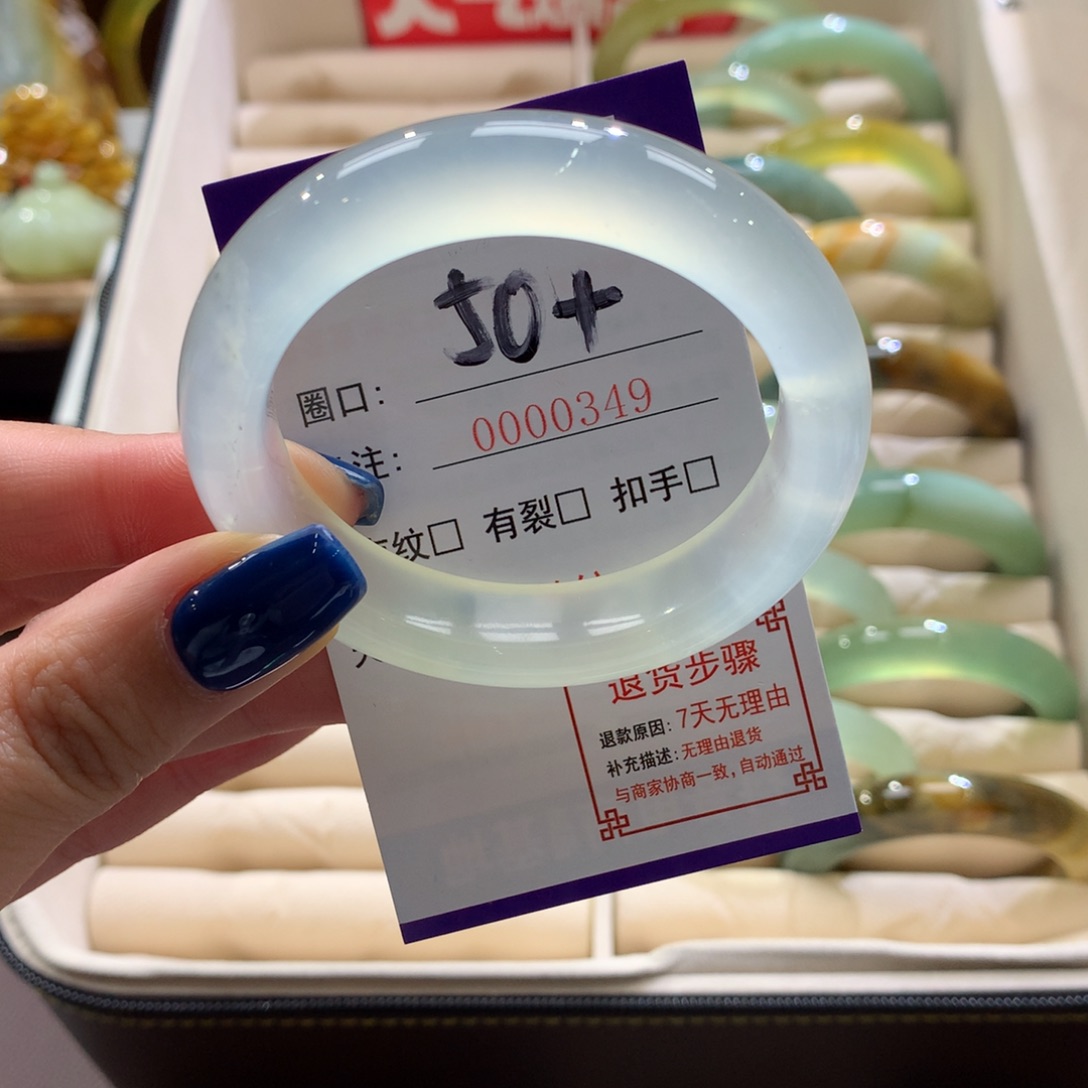 50+
圈口:
0000349
注:
纹□ 有裂□ 扣手□
退货步骤
退款原因: 7天无理由
补充描述: 无理由退货
与商家协商一致, 自动通过